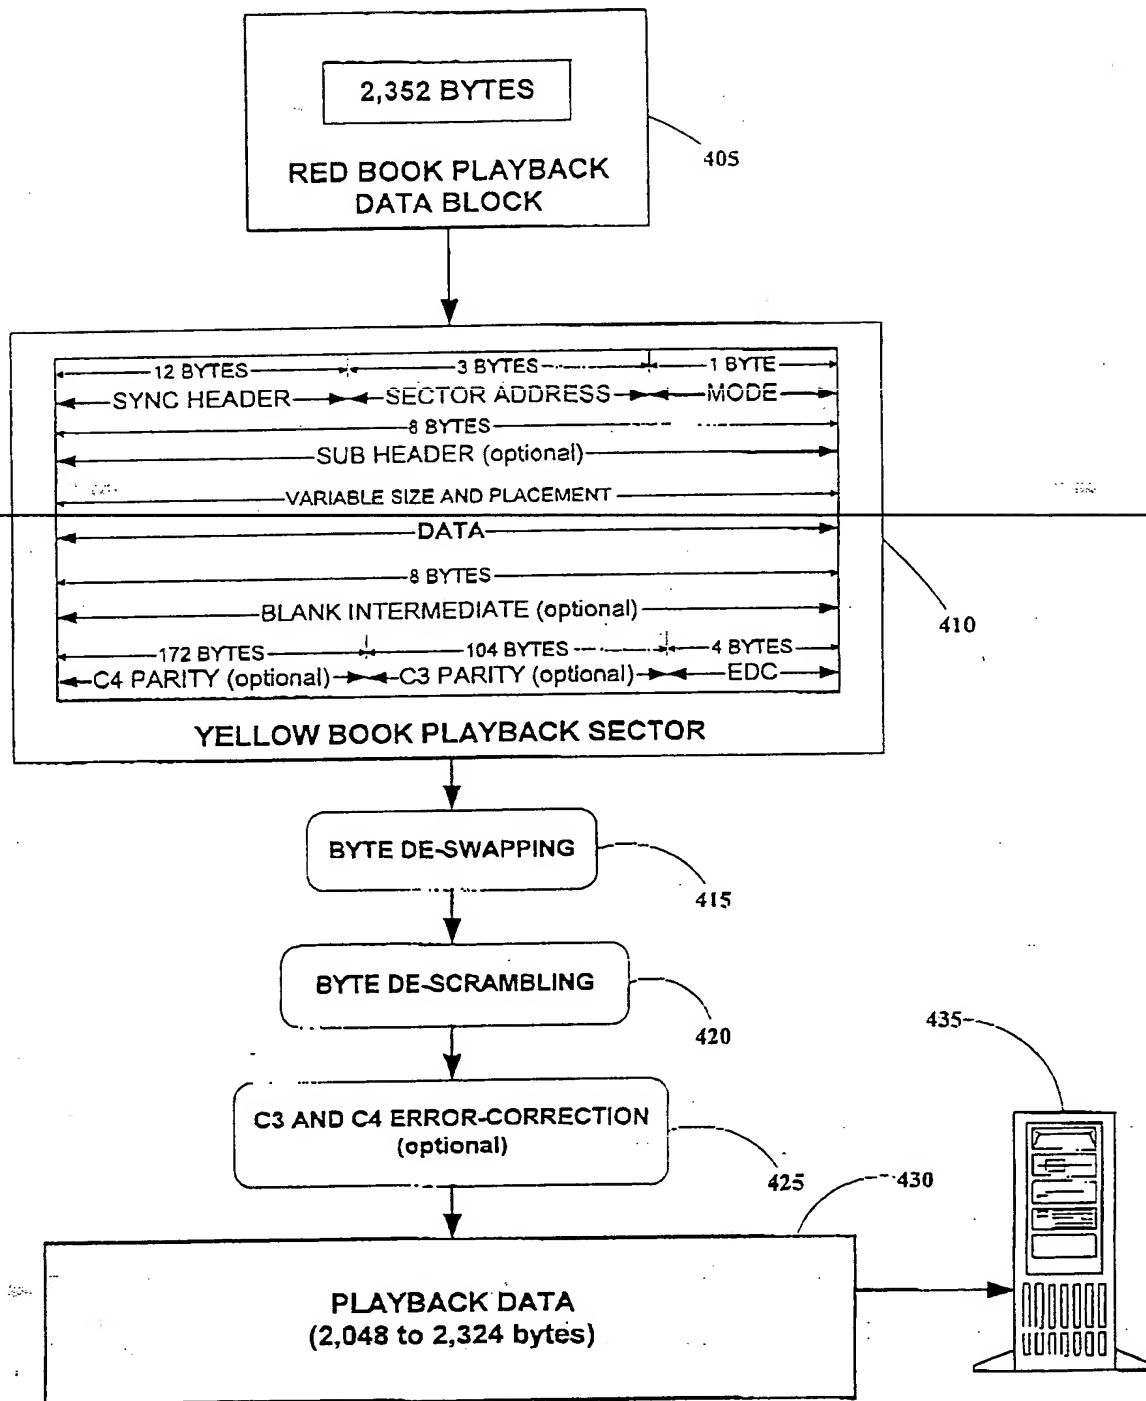 2,352 BYTES
RED BOOK PLAYBACK
DATA BLOCK
405
12 BYTES 3 BYTES 1 BYTE
SYNC HEADER SECTOR ADDRESS MODE
8 BYTES
SUB HEADER (optional)
VARIABLE SIZE AND PLACEMENT
DATA
8 BYTES
BLANK INTERMEDIATE (optional)
410
172 BYTES 104 BYTES 4 BYTES
C4 PARITY (optional) C3 PARITY (optional) EDC
YELLOW BOOK PLAYBACK SECTOR
BYTE DE-SWAPPING
415
BYTE DE-SCRAMBLING
420
435
C3 AND C4 ERROR-CORRECTION
(optional)
425
430
PLAYBACK DATA
(2,048 to 2,324 bytes)